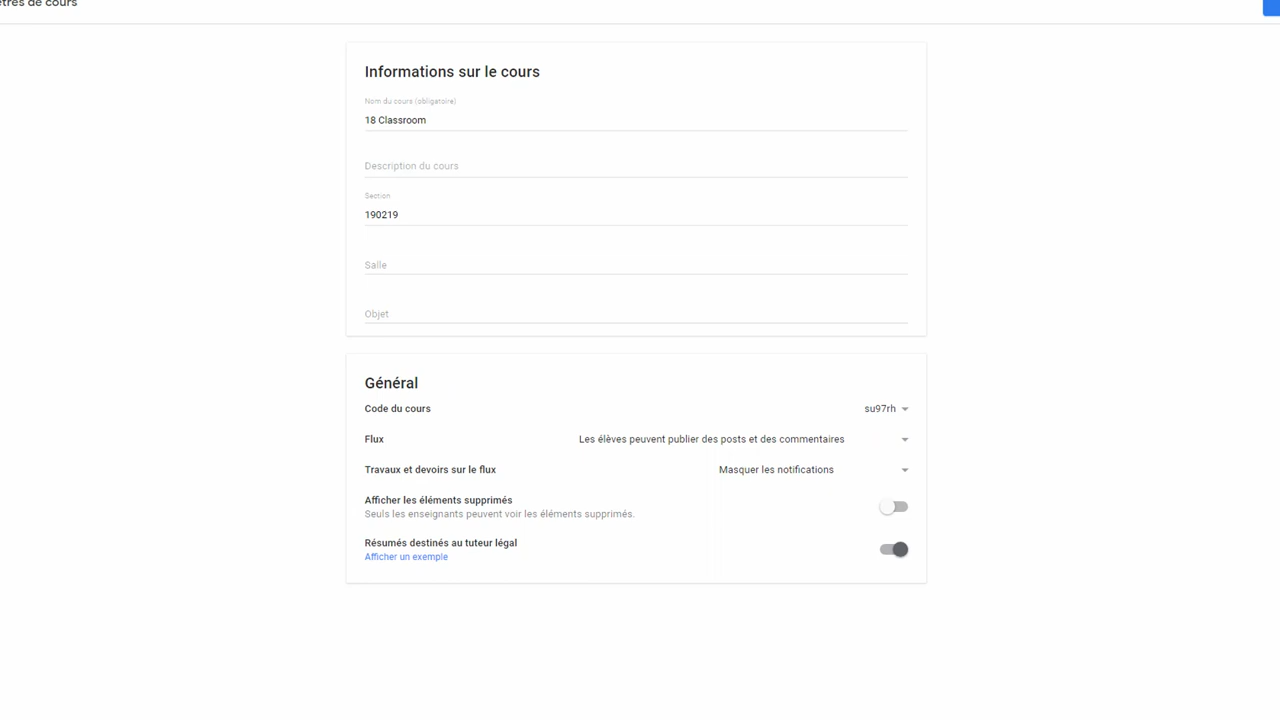 ètres de cours
Informations sur le cours
Nom du cours (obligatoire)
18 Classroom
Description du cours
Section
190219
Salle
Objet
Général
Code du cours su97rh
Flux Les élèves peuvent publier des posts et des commentaires
Travaux et devoirs sur le flux Masquer les notifications
Afficher les éléments supprimés
Seuls les enseignants peuvent voir les éléments supprimés.
Résumés destinés au tuteur légal
Afficher un exemple